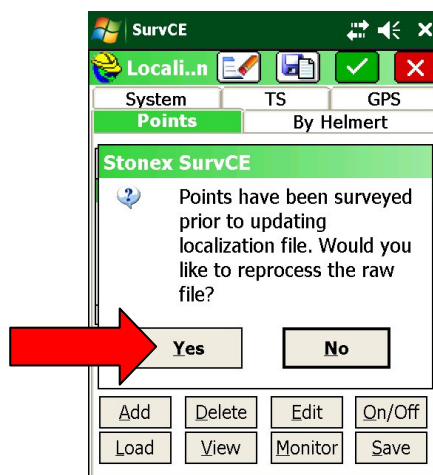 SurvCE
Locali..n
System TS GPS
Points By Helmert
Stonex SurvCE
Points have been surveyed
prior to updating
localization file. Would you
like to reprocess the raw
file?
Yes No
Add Delete Edit On/Off
Load View Monitor Save